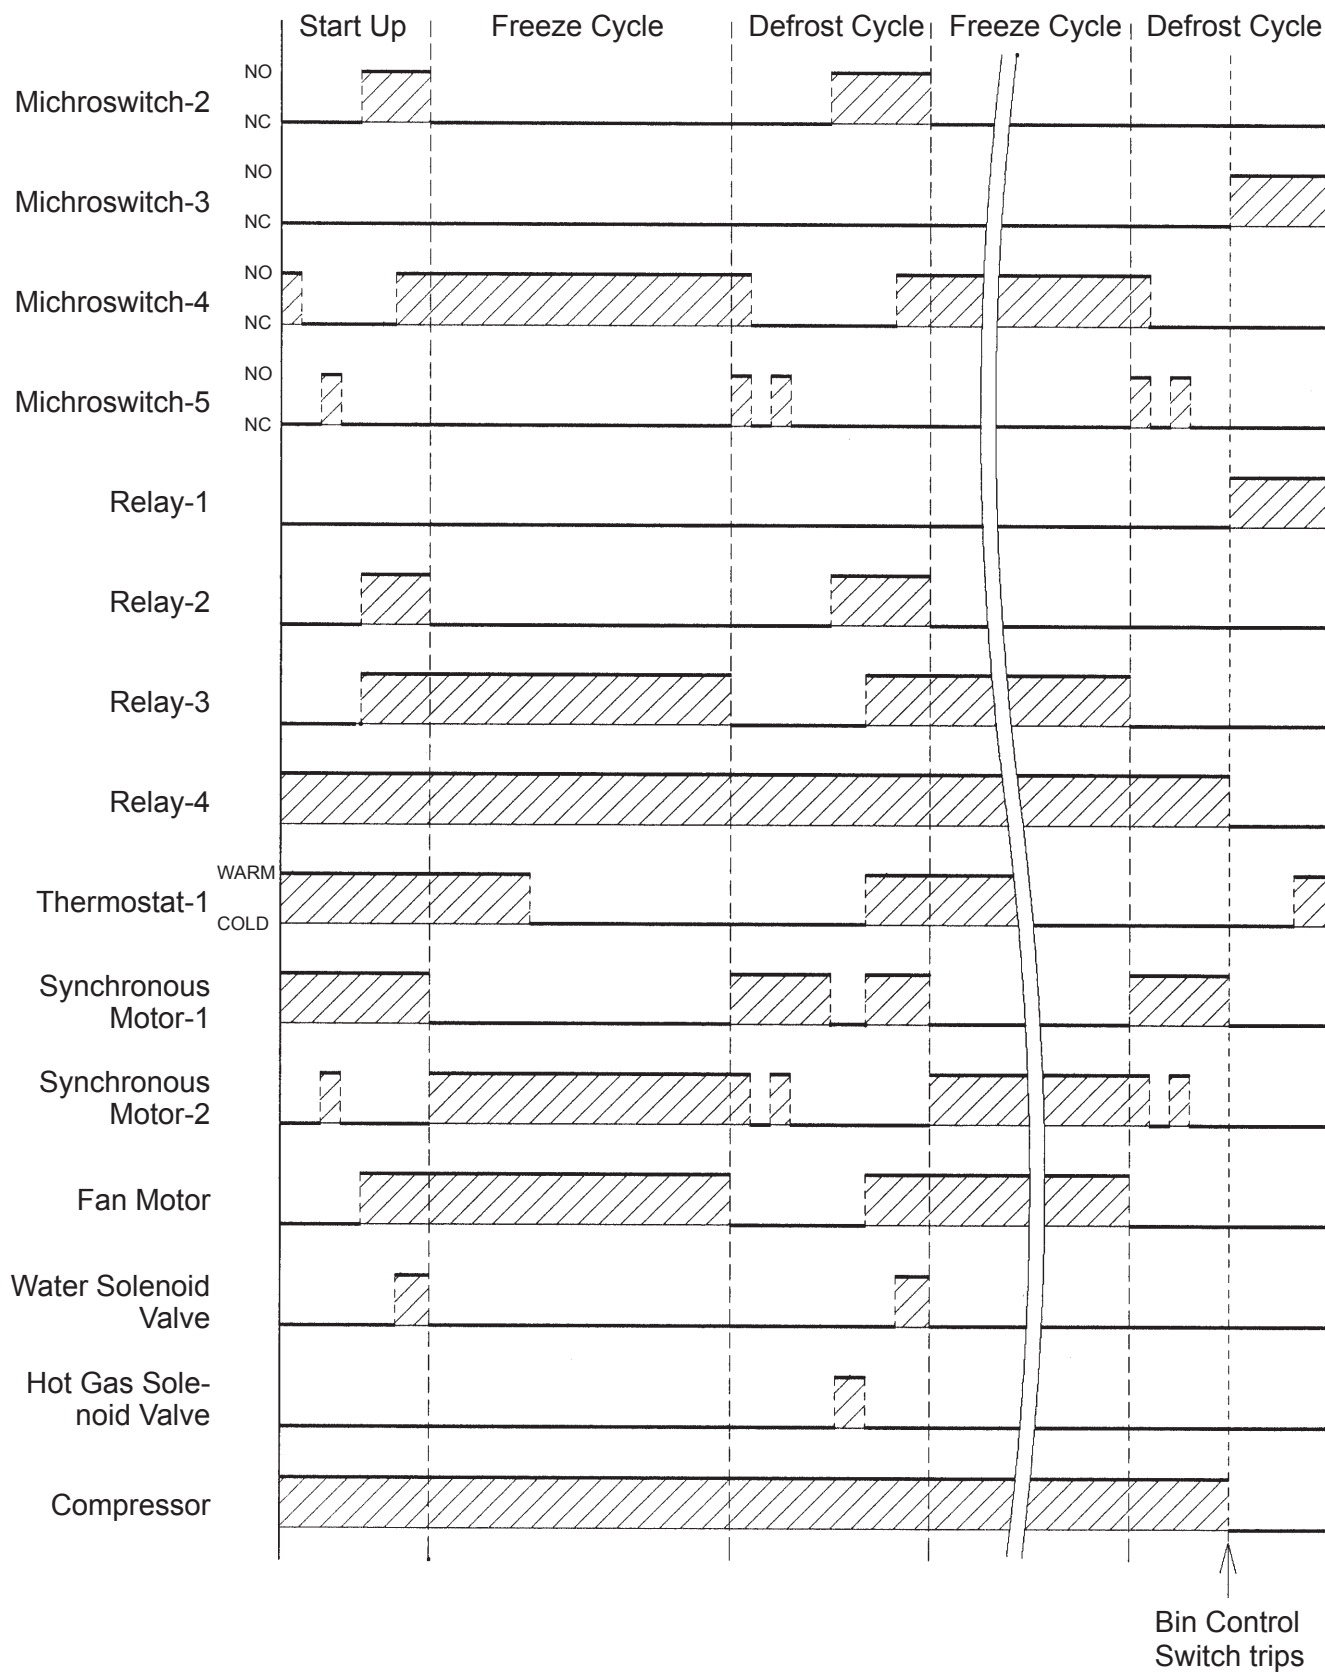 Start Up Freeze Cycle Defrost Cycle Freeze Cycle Defrost Cycle
NO
Michroswitch-2
NC
NO
Michroswitch-3
NC
NO
Michroswitch-4
NC
NO
Michroswitch-5
NC
Relay-1
Relay-2
Relay-3
Relay-4
WARM
Thermostat-1
COLD
Synchronous
Motor-1
Synchronous
Motor-2
Fan Motor
Water Solenoid
Valve
Hot Gas Sole-
noid Valve
Compressor
Bin Control
Switch trips